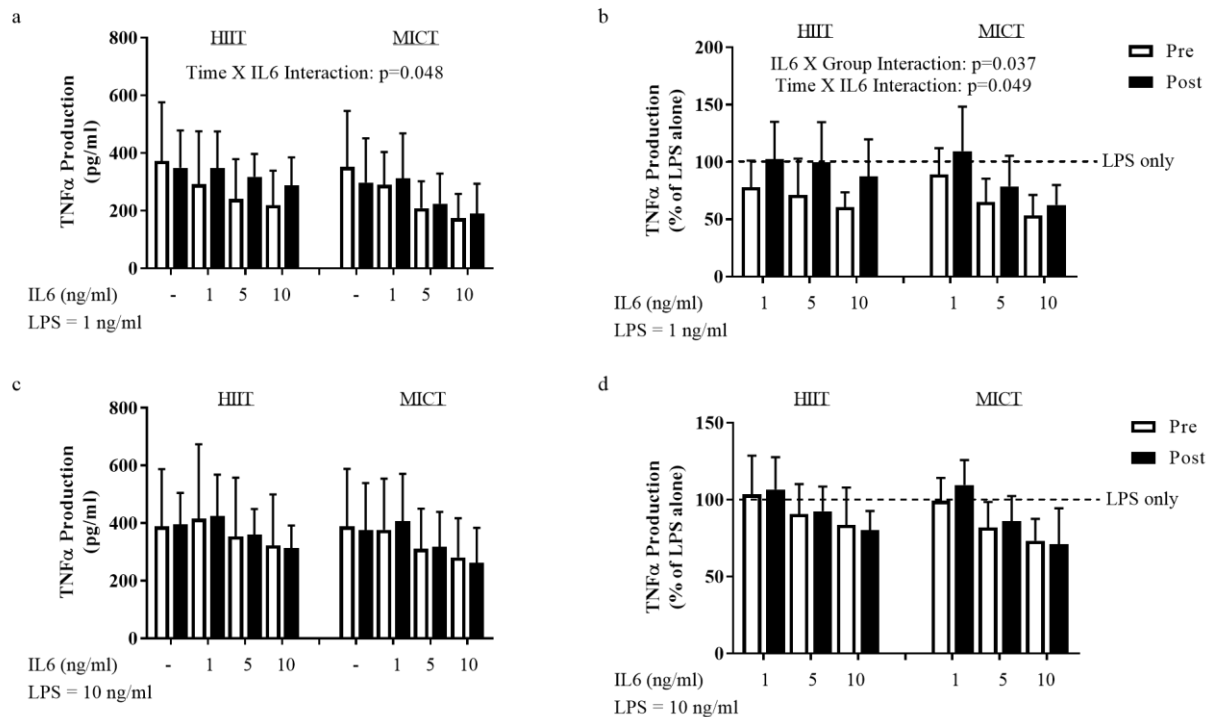 a
HIIT MICT
Time X IL6 Interaction: p=0.048
TNFα Production
(pg/ml)
800
600
400
200
0
IL6 (ng/ml) - 1 5 10 - 1 5 10
LPS = 1 ng/ml
b
HIIT MICT
IL6 X Group Interaction: p=0.037
Time X IL6 Interaction: p=0.049
TNFα Production
(% of LPS alone)
200
150
100
50
0
LPS only
Pre
Post
IL6 (ng/ml) 1 5 10 1 5 10
LPS = 1 ng/ml
c
HIIT MICT
TNFα Production
(pg/ml)
800
600
400
200
0
IL6 (ng/ml) - 1 5 10 - 1 5 10
LPS = 10 ng/ml
d
HIIT MICT
TNFα Production
(% of LPS alone)
150
100
50
0
LPS only
Pre
Post
IL6 (ng/ml) 1 5 10 1 5 10
LPS = 10 ng/ml